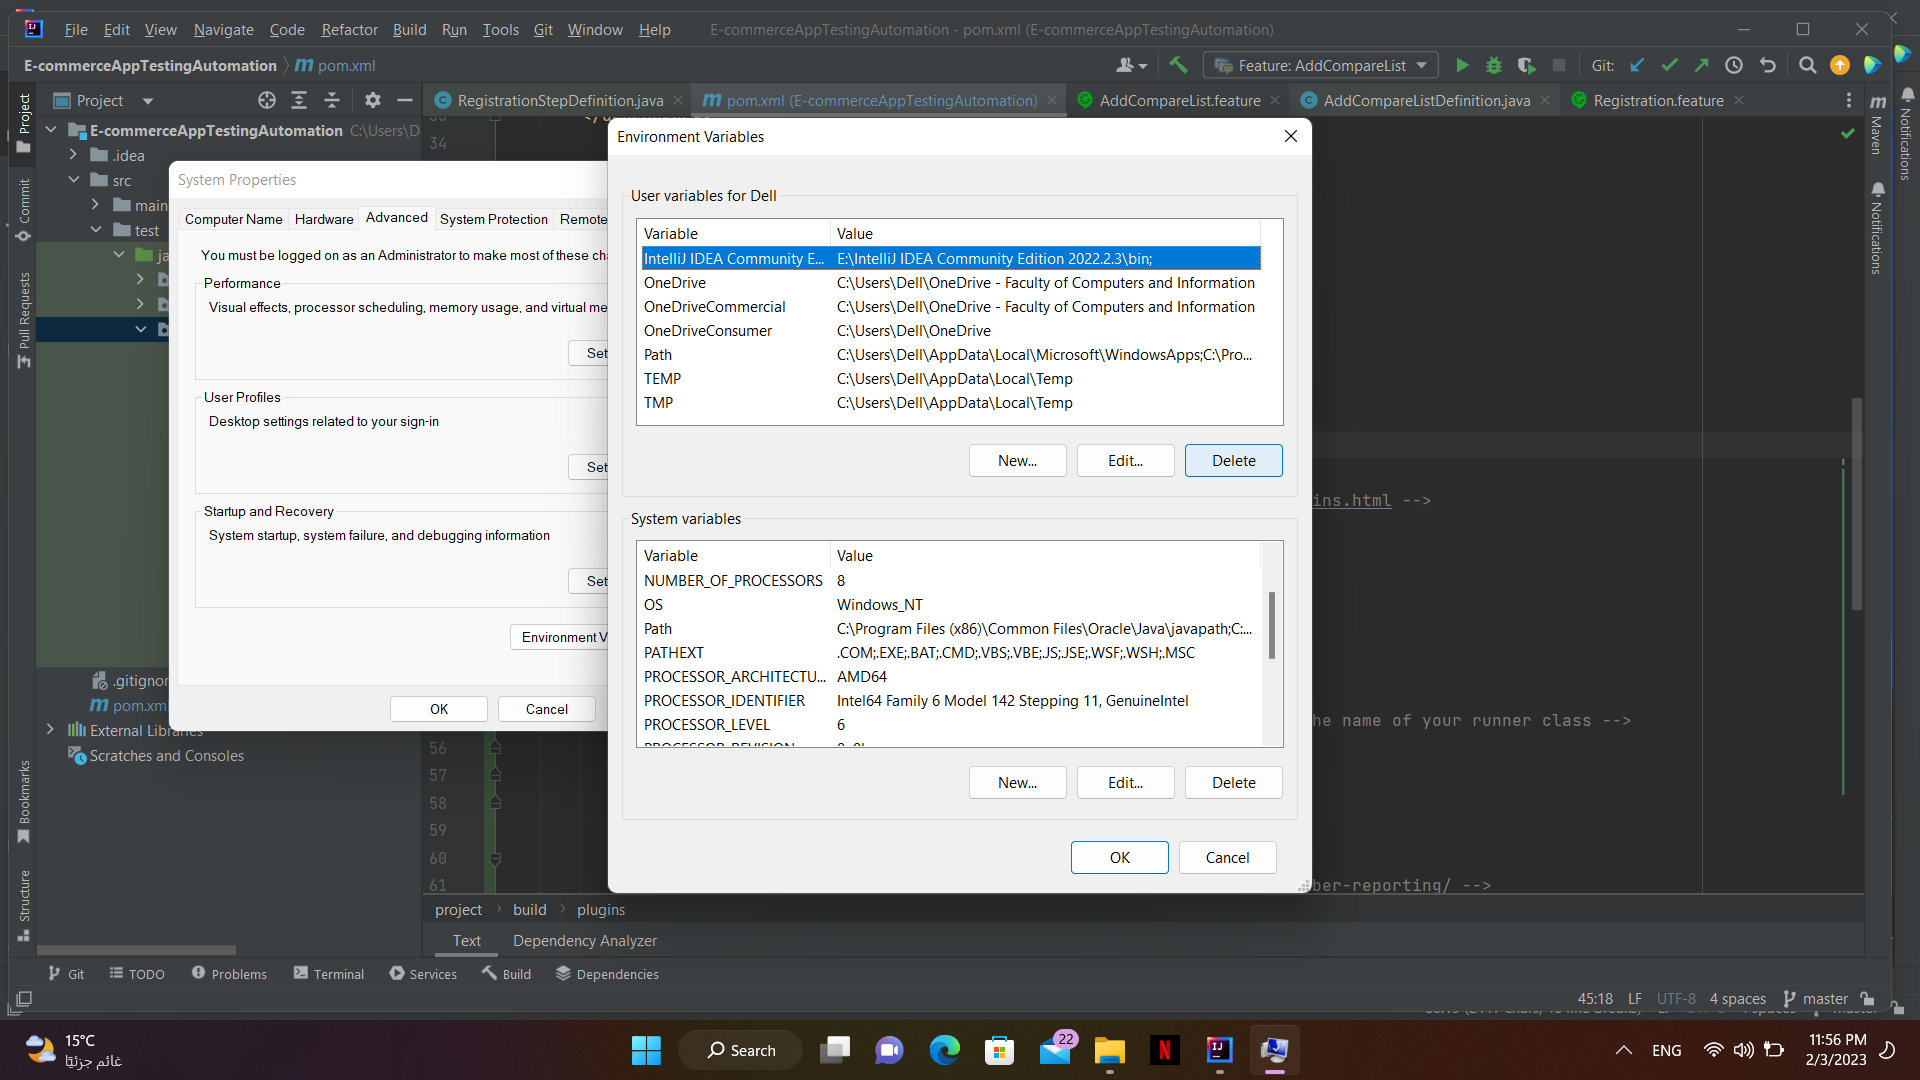 File Edit View Navigate Code Refactor Build Run Tools Git Window Help E-commerceAppTestingAutomation - pom.xml (E-commerceAppTestingAutomation)
E-commerceAppTestingAutomation m pom.xml Feature: AddCompareList Git:
Project RegistrationStepDefinition.java pom.xml (E-commerceAppTestingAutomation) AddCompareList.feature AddCompareListDefinition.java Registration.feature
Project
Commit
Pull Requests
Bookmarks
Structure
E-commerceAppTestingAutomation C:\Users\D
.idea
src
main
test
ja
.gitignor
pom.xm
External Libraries
Scratches and Consoles
System Properties
Computer Name Hardware Advanced System Protection Remote
You must be logged on as an Administrator to make most of these cha
Performance
Visual effects, processor scheduling, memory usage, and virtual me
Set
User Profiles
Desktop settings related to your sign-in
Set
Startup and Recovery
System startup, system failure, and debugging information
Set
Environment V
OK Cancel
34
56
57
58
59
60
61
Environment Variables
User variables for Dell
Variable Value
IntelliJ IDEA Community E... E:\IntelliJ IDEA Community Edition 2022.2.3\bin;
OneDrive C:\Users\Dell\OneDrive - Faculty of Computers and Information
OneDriveCommercial C:\Users\Dell\OneDrive - Faculty of Computers and Information
OneDriveConsumer C:\Users\Dell\OneDrive
Path C:\Users\Dell\AppData\Local\Microsoft\WindowsApps;C:\Pro...
TEMP C:\Users\Dell\AppData\Local\Temp
TMP C:\Users\Dell\AppData\Local\Temp
New... Edit... Delete
System variables
Variable Value
NUMBER_OF_PROCESSORS 8
OS Windows_NT
Path C:\Program Files (x86)\Common Files\Oracle\Java\javapath;C:...
PATHEXT .COM;.EXE;.BAT;.CMD;.VBS;.VBE;.JS;.JSE;.WSF;.WSH;.MSC
PROCESSOR_ARCHITECTU... AMD64
PROCESSOR_IDENTIFIER Intel64 Family 6 Model 142 Stepping 11, GenuineIntel
PROCESSOR_LEVEL 6
New... Edit... Delete
OK Cancel
ins.html -->
he name of your runner class -->
ber-reporting/ -->
m Maven
Notifications
Notifications
project build plugins
Text Dependency Analyzer
Git TODO Problems Terminal Services Build Dependencies
45:18 LF UTF-8 4 spaces master
15°C
غائم جزئيًا
Search
22
ENG
11:56 PM
2/3/2023